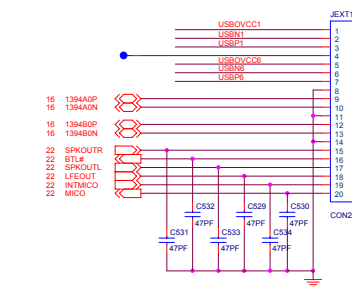 JEXT1
USBOVCC1 1
USBN1 2
USBP1 3
4
USBOVCC6 5
USBN6 6
USBP6 7
8
16 1394A0P 9
16 1394A0N 10
11
16 1394B0P 12
16 1394B0N 13
14
22 SPKOUTR 15
22 BTL# 16
22 SPKOUTL 17
22 LFEOUT 18
22 INTMICO 19
22 MICO 20
C532 C529 C530
CON2
47PF 47PF 47PF
C531 C533 C534
47PF 47PF 47PF